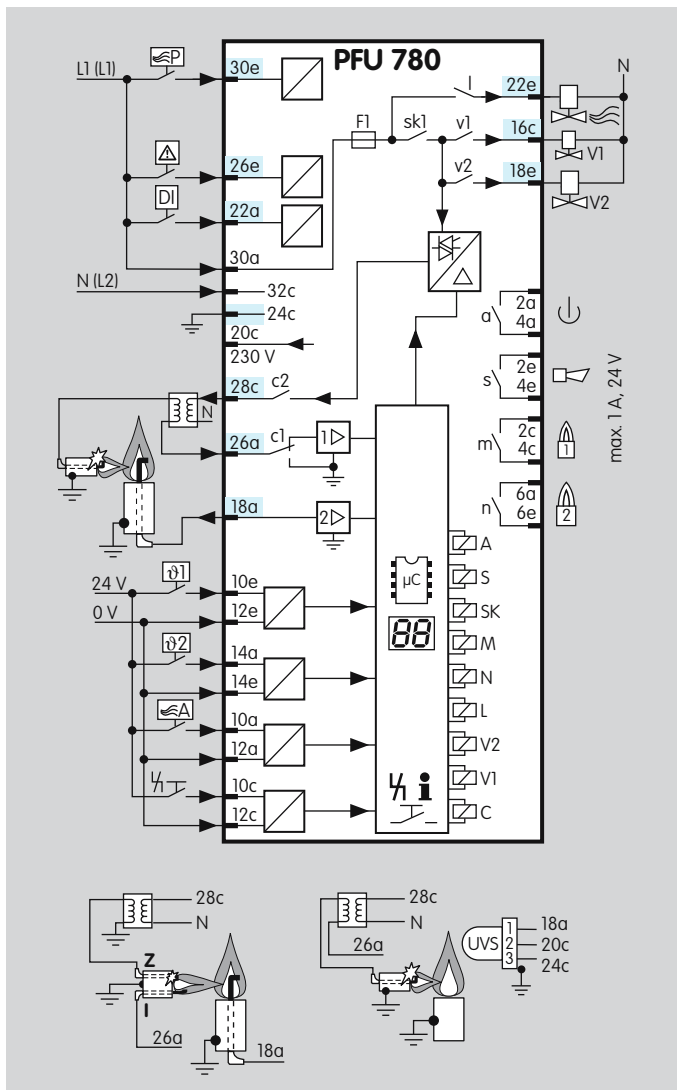 PFU 780
L1 (L1)
P
30e
l
22e
N
F1
sk1
v1
16c
V1
v2
18e
V2
26e
DI
22a
30a
N (L2)
32c
24c
20c
230 V
28c
c2
N
26a
c1
1
18a
2
a
2a
4a
s
2e
4e
m
2c
4c
1
n
6a
6e
2
max. 1 A, 24 V
24 V
ϑ1
10e
0 V
12e
ϑ2
14a
14e
A
10a
12a
10c
12c
µC
88
i
A
S
SK
M
N
L
V2
V1
C
28c
N
Z
I
26a
18a
28c
N
26a
UVS
1
2
3
18a
20c
24c